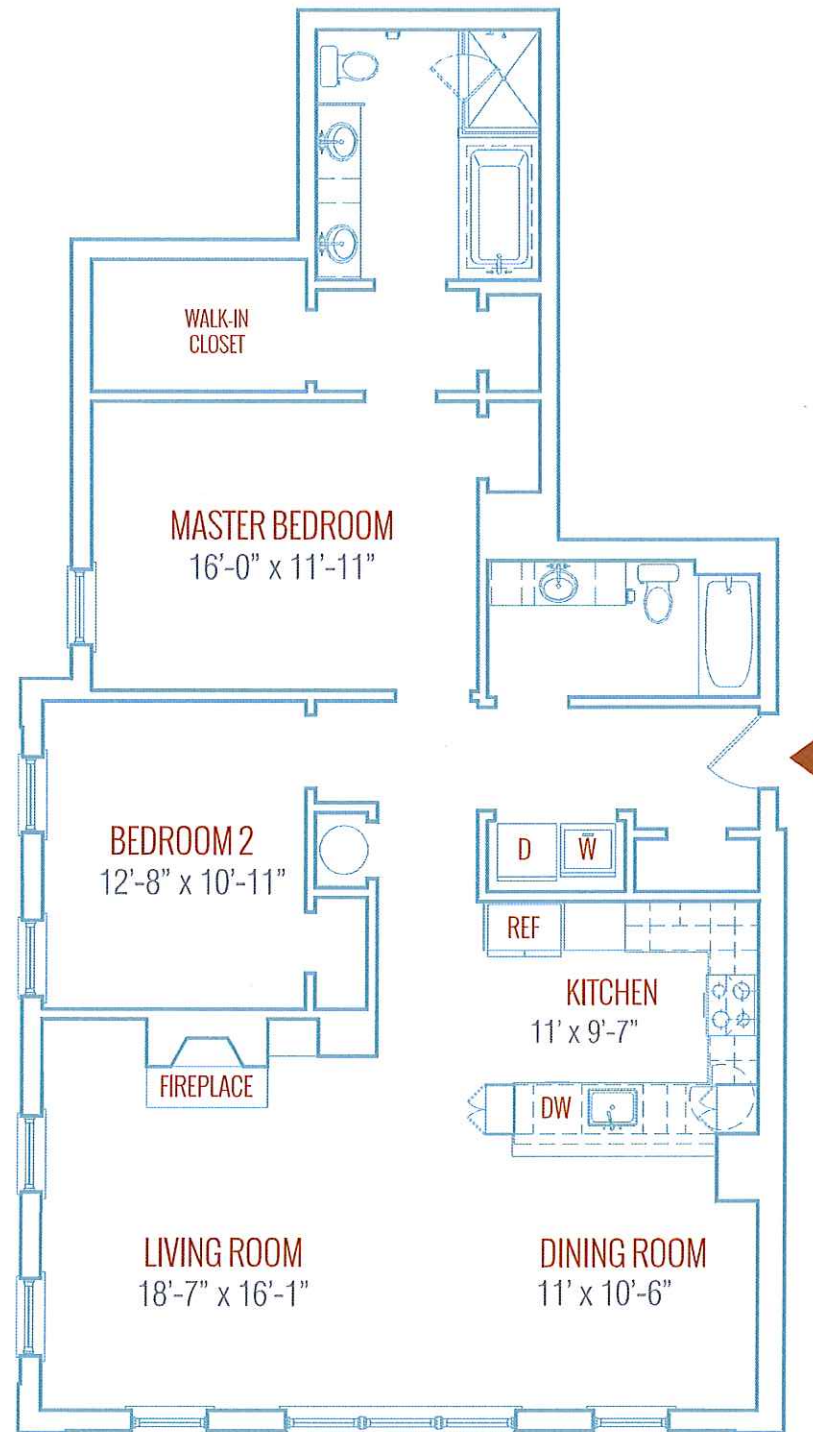 WALK-IN
CLOSET
MASTER BEDROOM
16’-0” x 11’-11”
BEDROOM 2
12’-8” x 10’-11”
D
W
REF
KITCHEN
11’ x 9’-7”
FIREPLACE
DW
LIVING ROOM
18’-7” x 16’-1”
DINING ROOM
11’ x 10’-6”